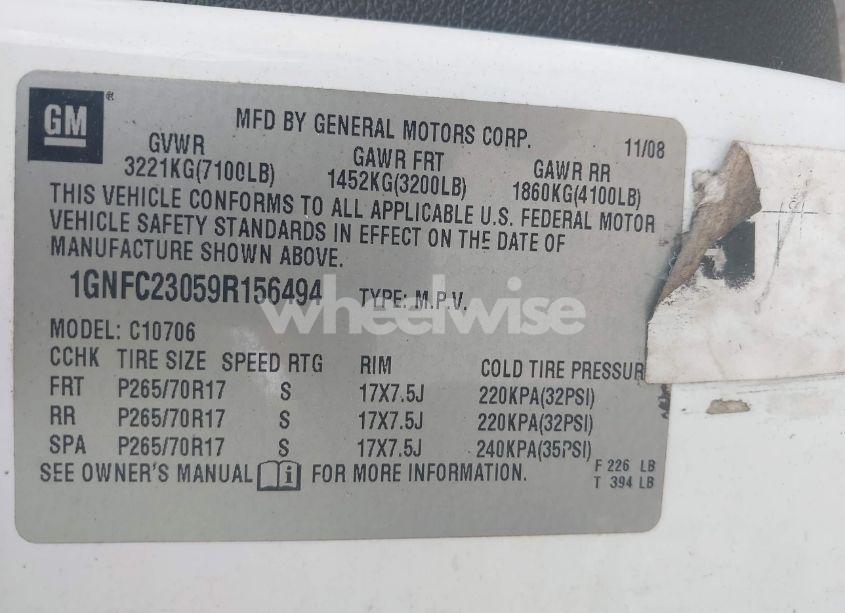 GM ®
MFD BY GENERAL MOTORS CORP. 11/08
GVWR GAWR FRT GAWR RR
3221KG(7100LB) 1452KG(3200LB) 1860KG(4100LB)
THIS VEHICLE CONFORMS TO ALL APPLICABLE U.S. FEDERAL MOTOR
VEHICLE SAFETY STANDARDS IN EFFECT ON THE DATE OF
MANUFACTURE SHOWN ABOVE.
1GNFC23059R156494 TYPE: M.P.V.
wheelwise
MODEL: C10706
CCHK TIRE SIZE SPEED RTG RIM COLD TIRE PRESSUR
FRT P265/70R17 S 17X7.5J 220KPA(32PSI)
RR P265/70R17 S 17X7.5J 220KPA(32PSI)
SPA P265/70R17 S 17X7.5J 240KPA(35PSI)
SEE OWNER'S MANUAL i FOR MORE INFORMATION.
F 226 LB
T 394 LB